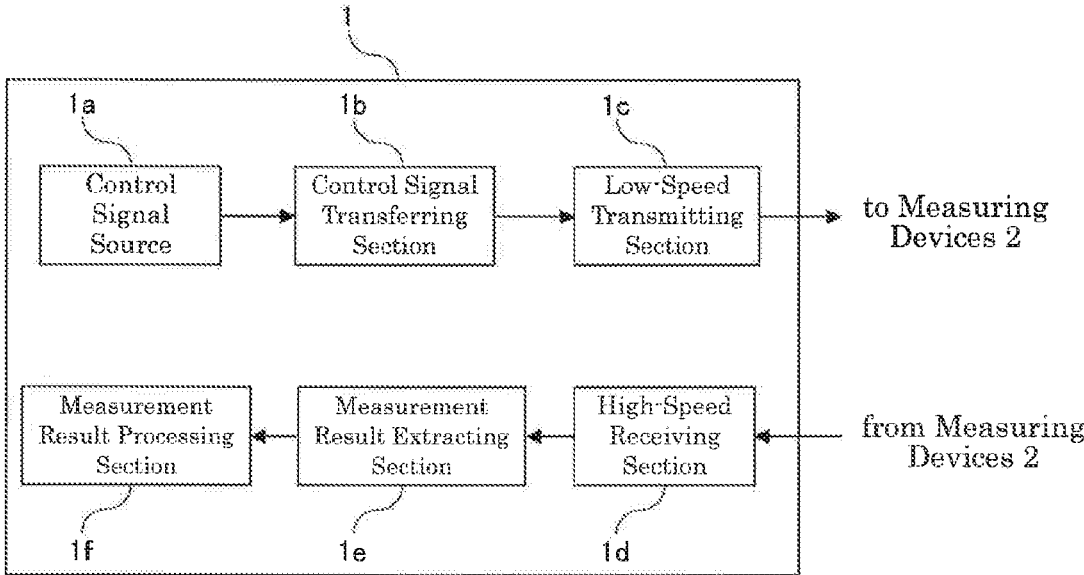 1
1a
1b
1c
Control
Signal
Source
Control Signal
Transferring
Section
Low-Speed
Transmitting
Section
to Measuring
Devices 2
Measurement
Result Processing
Section
Measurement
Result Extracting
Section
High-Speed
Receiving
Section
from Measuring
Devices 2
1f
1e
1d